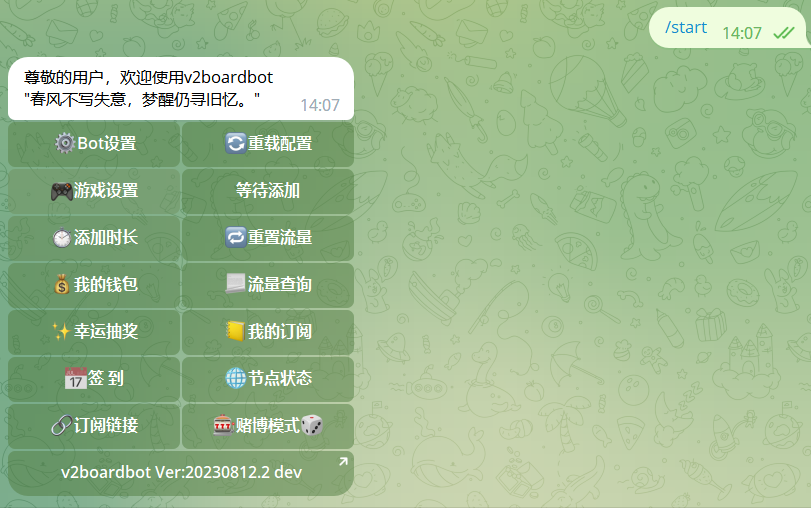 /start 14:07
尊敬的用户，欢迎使用v2boardbot
"春风不写失意，梦醒仍寻旧忆。" 14:07
Bot设置 重载配置
游戏设置 等待添加
添加时长 重置流量
我的钱包 流量查询
幸运抽奖 我的订阅
签 到 节点状态
订阅链接 赌博模式
v2boardbot Ver:20230812.2 dev